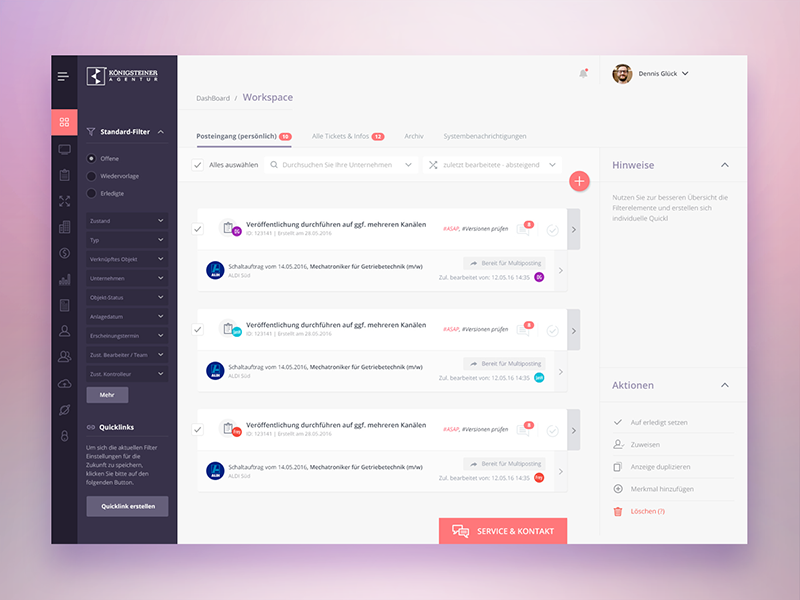 KÖNIGSTEINER
AGENTUR
Standard-Filter
Offene
Wiedervorlage
Erledigte
Zustand
Typ
Verknüpftes Objekt
Unternehmen
Objekt-Status
Anlagedatum
Erscheinungstermin
Zust. Bearbeiter / Team
Zust. Kontrolleur
Mehr
Quicklinks
Um sich die aktuellen Filter
Einstellungen für die
Zukunft zu speichern,
klicken Sie bitte auf den
folgenden Button.
Quicklink erstellen
Dennis Glück
DashBoard / Workspace
Posteingang (persönlich) 10
Alle Tickets & Infos 12
Archiv
Systembenachrichtigungen
Alles auswählen
Durchsuchen Sie Ihre Unternehmen
zuletzt bearbeitete - absteigend
Veröffentlichung durchführen auf ggf. mehreren Kanälen
ID: 123141 | Erstellt am 28.05.2016
#ASAP, #Versionen prüfen
8
Schaltauftrag vom 14.05.2016, Mechatroniker für Getriebetechnik (m/w)
ALDI Süd
Bereit für Multiposting
Zul. bearbeitet von: 12.05.16 14:35
Veröffentlichung durchführen auf ggf. mehreren Kanälen
ID: 123141 | Erstellt am 28.05.2016
#ASAP, #Versionen prüfen
8
Schaltauftrag vom 14.05.2016, Mechatroniker für Getriebetechnik (m/w)
ALDI Süd
Bereit für Multiposting
Zul. bearbeitet von: 12.05.16 14:35
Veröffentlichung durchführen auf ggf. mehreren Kanälen
ID: 123141 | Erstellt am 28.05.2016
#ASAP, #Versionen prüfen
8
Schaltauftrag vom 14.05.2016, Mechatroniker für Getriebetechnik (m/w)
ALDI Süd
Bereit für Multiposting
Zul. bearbeitet von: 12.05.16 14:35
SERVICE & KONTAKT
Hinweise
Nutzen Sie zur besseren Übersicht die
Filterelemente und erstellen sich
individuelle Quick!
Aktionen
Auf erledigt setzen
Zuweisen
Anzeige duplizieren
Merkmal hinzufügen
Löschen (?)